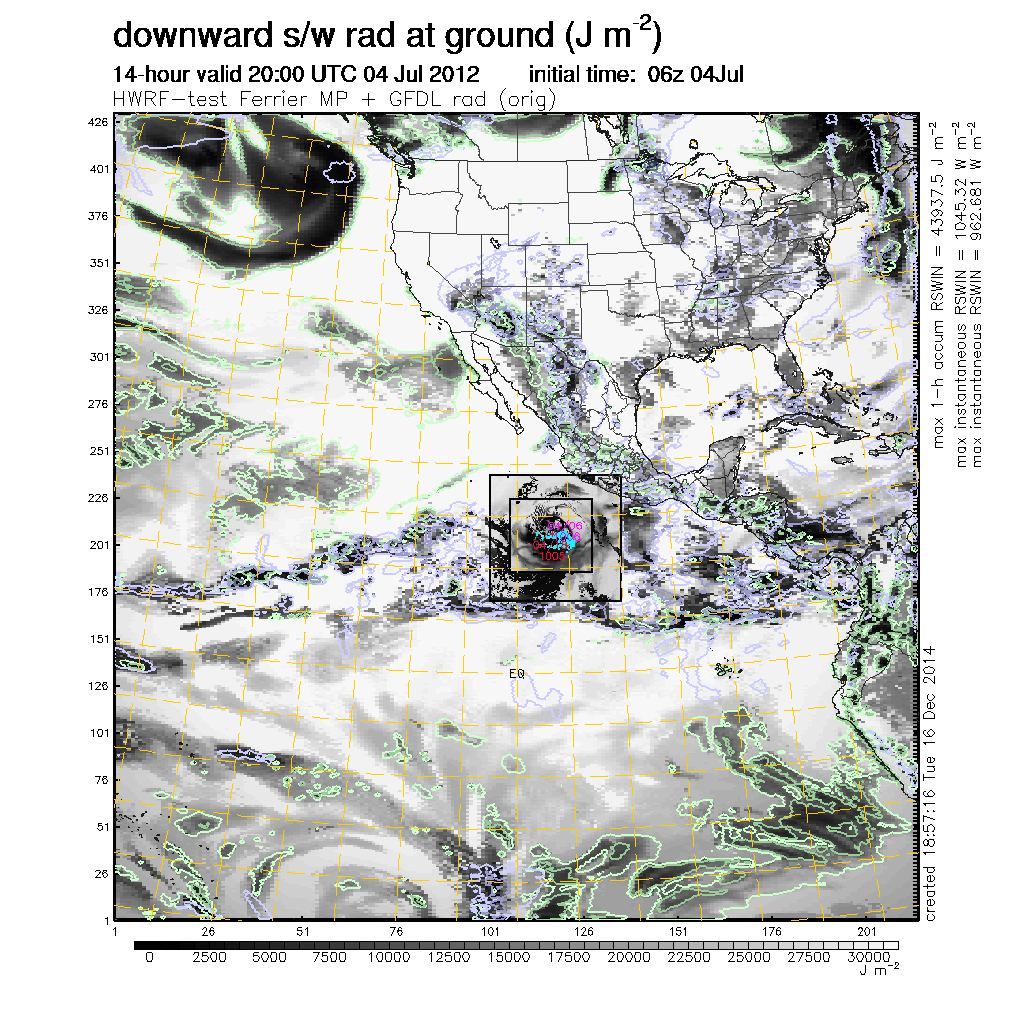 downward s/w rad at ground (J m-2)
14-hour valid 20:00 UTC 04 Jul 2012 initial time: 06z 04Jul
HWRF-test Ferrier MP + GFDL rad (orig)
426
401
376
351
326
301
276
251
226
201
176
151
126
101
76
51
26
1
EQ
1 26 51 76 101 126 151 176 201
0 2500 5000 7500 10000 12500 15000 17500 20000 22500 25000 27500 30000
J m-2
max 1-h accum RSWIN = 43937.5 J m-2
max instantaneous RSWIN = 1045.32 W m-2
max instantaneous RSWIN = 962.681 W m-2
created 18:57:16 Tue 16 Dec 2014